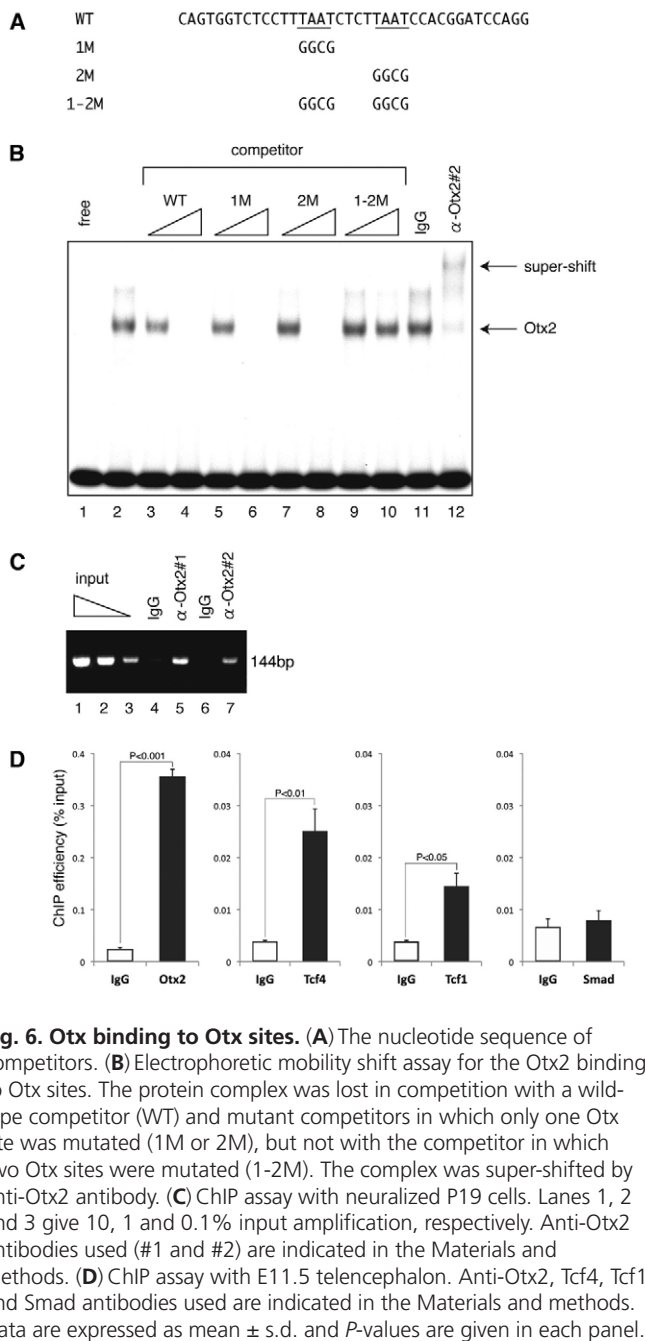 A
WT CAGTGGTCTCCTTTAATCTCTTAATCCACGGATCCAGG
1M GGCG
2M GGCG
1-2M GGCG GGCG
B
competitor
free WT 1M 2M 1-2M IgG α-Otx2#2
super-shift
Otx2
1 2 3 4 5 6 7 8 9 10 11 12
C
input IgG α-Otx2#1 IgG α-Otx2#2
144bp
1 2 3 4 5 6 7
D
ChIP efficiency (% input)
0.4 0.04 0.04 0.04
P<0.001
P<0.01
0.3 0.03 0.03 0.03
P<0.05
0.2 0.02 0.02 0.02
0.1 0.01 0.01 0.01
0 0 0 0
IgG Otx2 IgG Tcf4 IgG Tcf1 IgG Smad
g. 6. Otx binding to Otx sites. (A) The nucleotide sequence of
ompetitors. (B) Electrophoretic mobility shift assay for the Otx2 binding
o Otx sites. The protein complex was lost in competition with a wild-
ype competitor (WT) and mutant competitors in which only one Otx
ite was mutated (1M or 2M), but not with the competitor in which
wo Otx sites were mutated (1-2M). The complex was super-shifted by
nti-Otx2 antibody. (C) ChIP assay with neuralized P19 cells. Lanes 1, 2
nd 3 give 10, 1 and 0.1% input amplification, respectively. Anti-Otx2
ntibodies used (#1 and #2) are indicated in the Materials and
ethods. (D) ChIP assay with E11.5 telencephalon. Anti-Otx2, Tcf4, Tcf1
nd Smad antibodies used are indicated in the Materials and methods.
ata are expressed as mean ± s.d. and P-values are given in each panel.